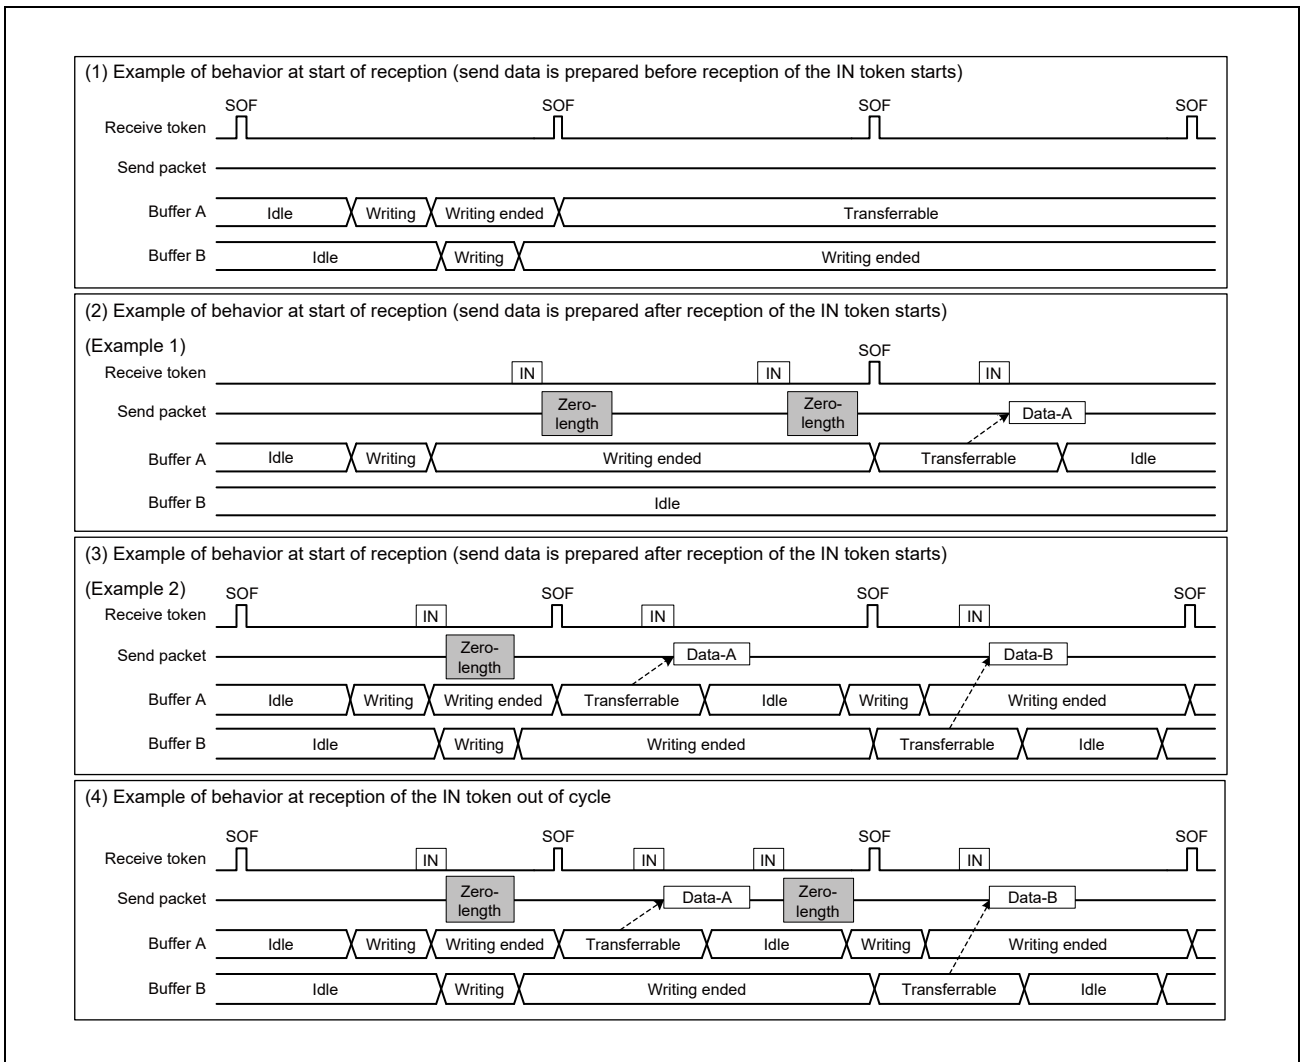 (1) Example of behavior at start of reception (send data is prepared before reception of the IN token starts)
SOF SOF SOF SOF
Receive token
Send packet
Buffer A Idle Writing Writing ended Transferrable
Buffer B Idle Writing Writing ended
(2) Example of behavior at start of reception (send data is prepared after reception of the IN token starts)
(Example 1)
SOF
Receive token IN IN IN
Send packet Zero- Zero- Data-A
length length
Buffer A Idle Writing Writing ended Transferrable Idle
Buffer B Idle
(3) Example of behavior at start of reception (send data is prepared after reception of the IN token starts)
(Example 2) SOF SOF SOF SOF
Receive token IN IN IN
Send packet Zero- Data-A Data-B
length
Buffer A Idle Writing Writing ended Transferrable Idle Writing Writing ended
Buffer B Idle Writing Writing ended Transferrable Idle
(4) Example of behavior at reception of the IN token out of cycle
SOF SOF SOF SOF
Receive token IN IN IN IN
Send packet Zero- Data-A Zero- Data-B
length length
Buffer A Idle Writing Writing ended Transferrable Idle Writing Writing ended
Buffer B Idle Writing Writing ended Transferrable Idle